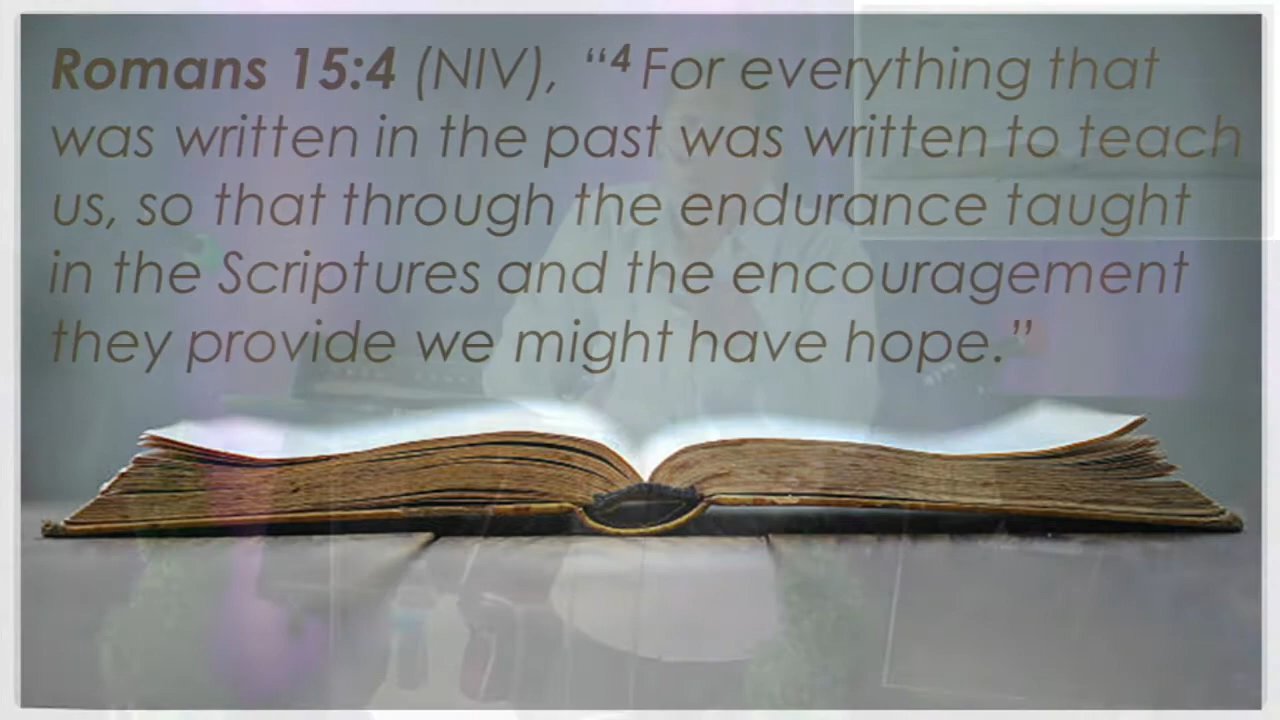 Romans 15:4 (NIV), “4 For everything that
was written in the past was written to teach
us, so that through the endurance taught
in the Scriptures and the encouragement
they provide we might have hope.”